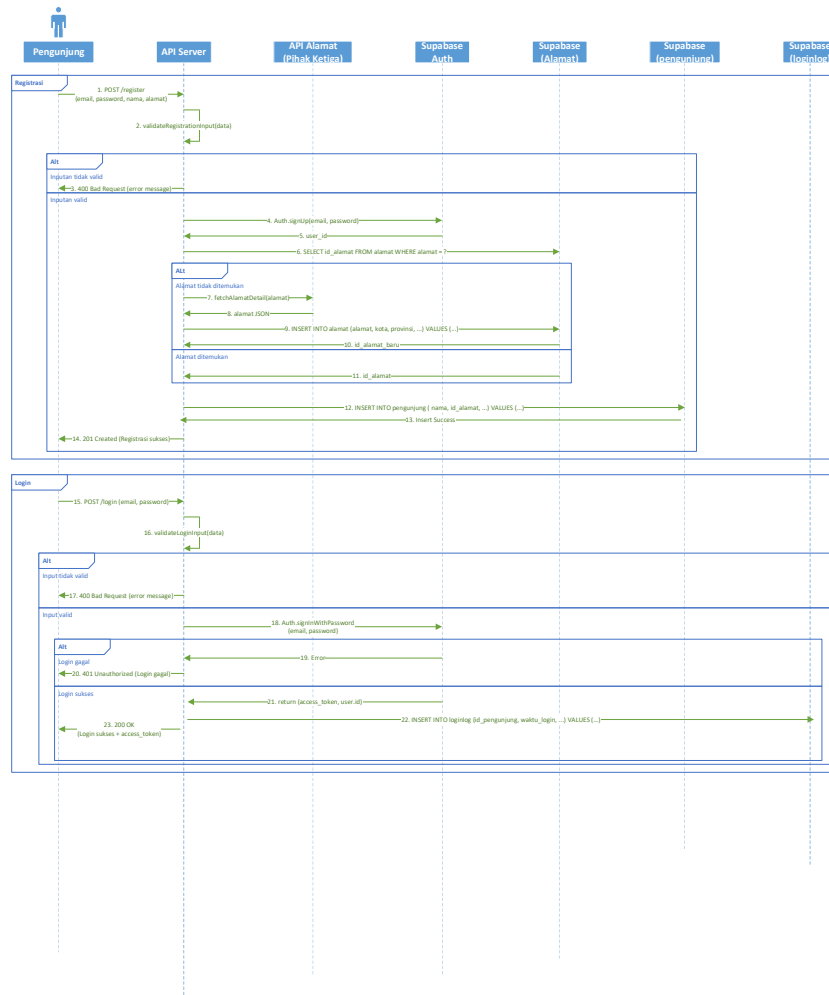 Pengunjung
API Server
API Alamat
(Pihak Ketiga)
Supabase
Auth
Supabase
(Alamat)
Supabase
(pengunjung)
Supabase
(loginlog)
Registrasi
1. POST /register
(email, password, nama, alamat)
2. validateRegistrationInput(data)
Alt
Inputan tidak valid
3. 400 Bad Request (error message)
Inputan valid
4. Auth.signUp(email, password)
5. user_id
6. SELECT id_alamat FROM alamat WHERE alamat = ?
ALt
Alamat tidak ditemukan
7. fetchAlamatDetail(alamat)
8. alamat JSON
9. INSERT INTO alamat (alamat, kota, provinsi, ...) VALUES (...)
10. id_alamat_baru
Alamat ditemukan
11. id_alamat
12. INSERT INTO pengunjung ( nama, id_alamat, ...) VALUES (...)
13. Insert Success
14. 201 Created (Registrasi sukses)
Login
15. POST /login (email, password)
16. validateLoginInput(data)
Alt
Input tidak valid
17. 400 Bad Request (error message)
Input valid
18. Auth.signInWithPassword
(email, password)
Alt
Login gagal
19. Error
20. 401 Unauthorized (Login gagal)
Login sukses
21. return (access_token, user.id)
22. INSERT INTO loginlog (id_pengunjung, waktu_login, ...) VALUES (...)
23. 200 OK
(Login sukses + access_token)